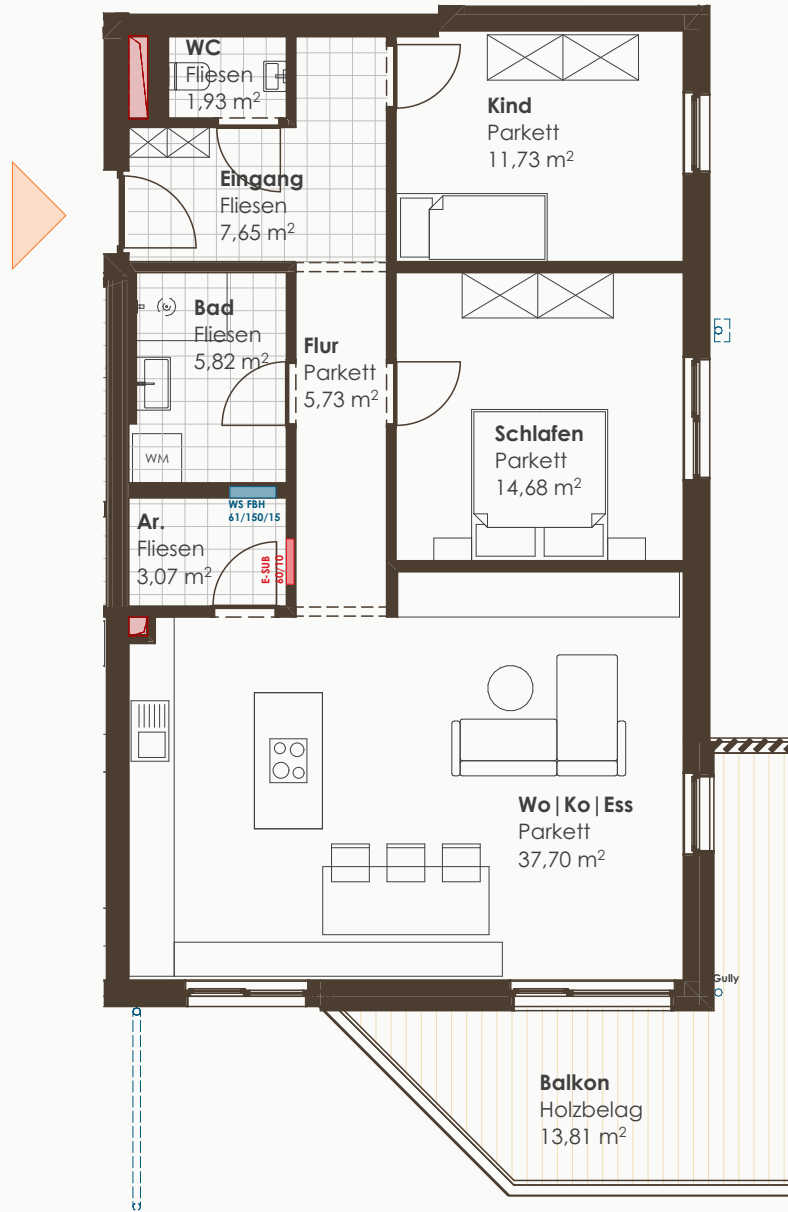 WC
Fliesen
1,93 m²
Kind
Parkett
11,73 m²
Eingang
Fliesen
7,65 m²
Bad
Fliesen
5,82 m²
Flur
Parkett
5,73 m²
Schlafen
Parkett
14,68 m²
WM
WS FBH
61/150/15
Ar.
Fliesen
3,07 m²
E-SUB
60/10
Wo|Ko|Ess
Parkett
37,70 m²
Gully
Balkon
Holzbelag
13,81 m²